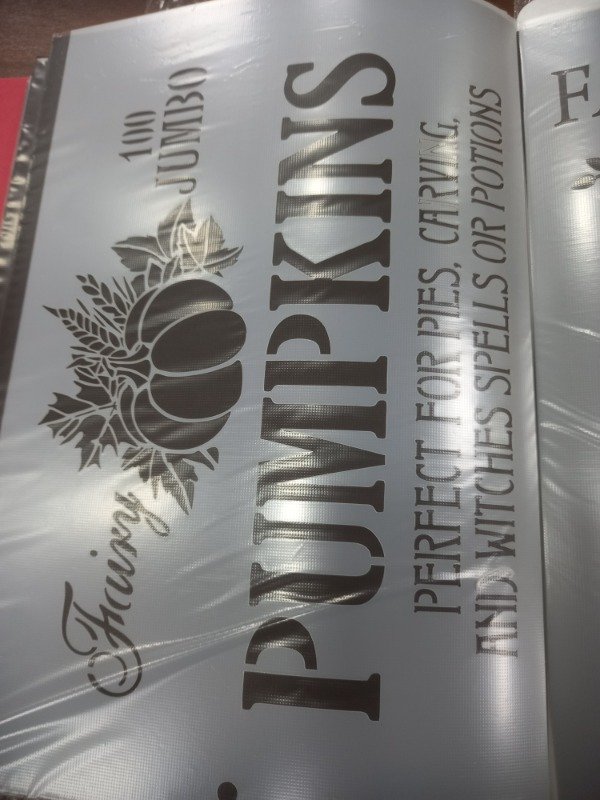 Fairy
100
JUMBO
PUMPKINS
PERFECT FOR PIES, CARVING,
AND WITCHES SPELLS OR POTIONS